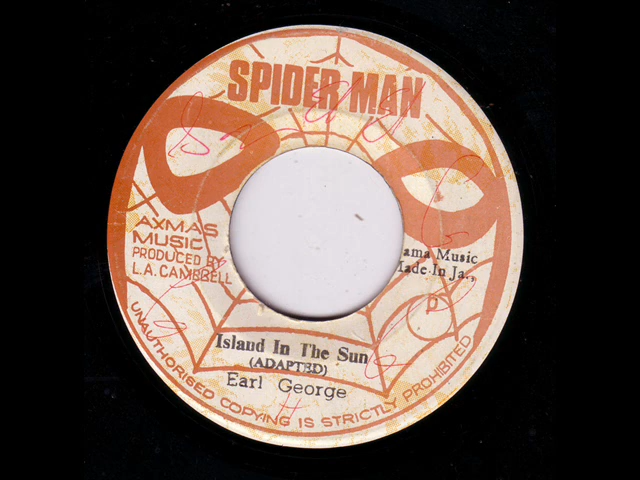 SPIDER MAN
AXMAS
MUSIC
PRODUCED BY
L.A. CAMBBELL
ama Music
Made In Ja.,
P
Island In The Sun
(ADAPTED)
Earl George
UNAUTHORISED COPYING IS STRICTLY PROHIBITED